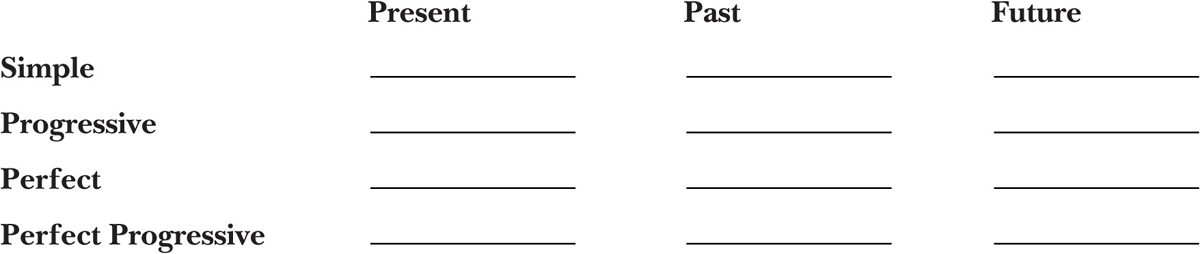 Present Past Future
Simple
Progressive
Perfect
Perfect Progressive